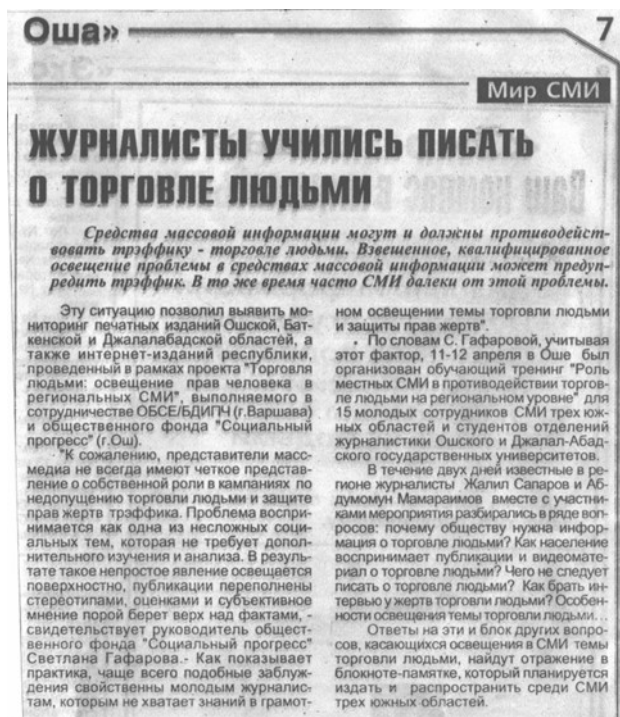 Оша»
7
Мир СМИ
ЖУРНАЛИСТЫ УЧИЛИСЬ ПИСАТЬ
О ТОРГОВЛЕ ЛЮДЬМИ
Средства массовой информации могут и должны противодейст-
вовать трэффику - торговле людьми. Взвешенное, квалифицированное
освещение проблемы в средствах массовой информации может предуп-
редить трэффик. В то же время часто СМИ далеки от этой проблемы.
Эту ситуацию позволил выявить мо-
ниторинг печатных изданий Ошской, Бат-
кенской и Джалалабадской областей, а
также интернет-изданий республики,
проведенный в рамках проекта "Торговля
людьми: освещение прав человека в
региональных СМИ", выполняемого в
сотрудничестве ОБСЕ/БДИПЧ (г.Варшава)
и общественного фонда "Социальный
прогресс" (г.Ош).
"К сожалению, представители масс-
медиа не всегда имеют четкое представ-
ление о собственной роли в кампаниях по
недопущению торговли людьми и защите
прав жертв трэффика. Проблема воспри-
нимается как одна из несложных соци-
альных тем, которая не требует допол-
нительного изучения и анализа. В резуль-
тате такое непростое явление освещается
поверхностно, публикации переполнены
стереотипами, оценками и субъективное
мнение порой берет верх над фактами, -
свидетельствует руководитель общест-
венного фонда "Социальный прогресс"
Светлана Гафарова.- Как показывает
практика, чаще всего подобные заблуж-
дения свойственны молодым журналис-
там, которым не хватает знаний в грамот-
ном освещении темы торговли людьми
и защиты прав жертв".
По словам С. Гафаровой, учитывая
этот фактор, 11-12 апреля в Оше был
организован обучающий тренинг "Роль
местных СМИ в противодействии торгов-
ле людьми на региональном уровне" для
15 молодых сотрудников СМИ трех юж-
ных областей и студентов отделений
журналистики Ошского и Джалал-Абад-
ского государственных университетов.
В течение двух дней известные в ре-
гионе журналисты Жалил Сапаров и Аб-
думомун Мамараимов вместе с участни-
ками мероприятия разбирались в ряде воп-
росов: почему обществу нужна инфор-
мация о торговле людьми? Как население
воспринимает публикации и видеомате-
риал о торговле людьми? Чего не следует
писать о торговле людьми? Как брать ин-
тервью у жертв торговли людьми? Особен-
ности освещения темы торговли людьми...
Ответы на эти и блок других вопро-
сов, касающихся освещения в СМИ темы
торговли людьми, найдут отражение в
блокноте-памятке, который планируется
издать и распространить среди СМИ
трех южных областей.